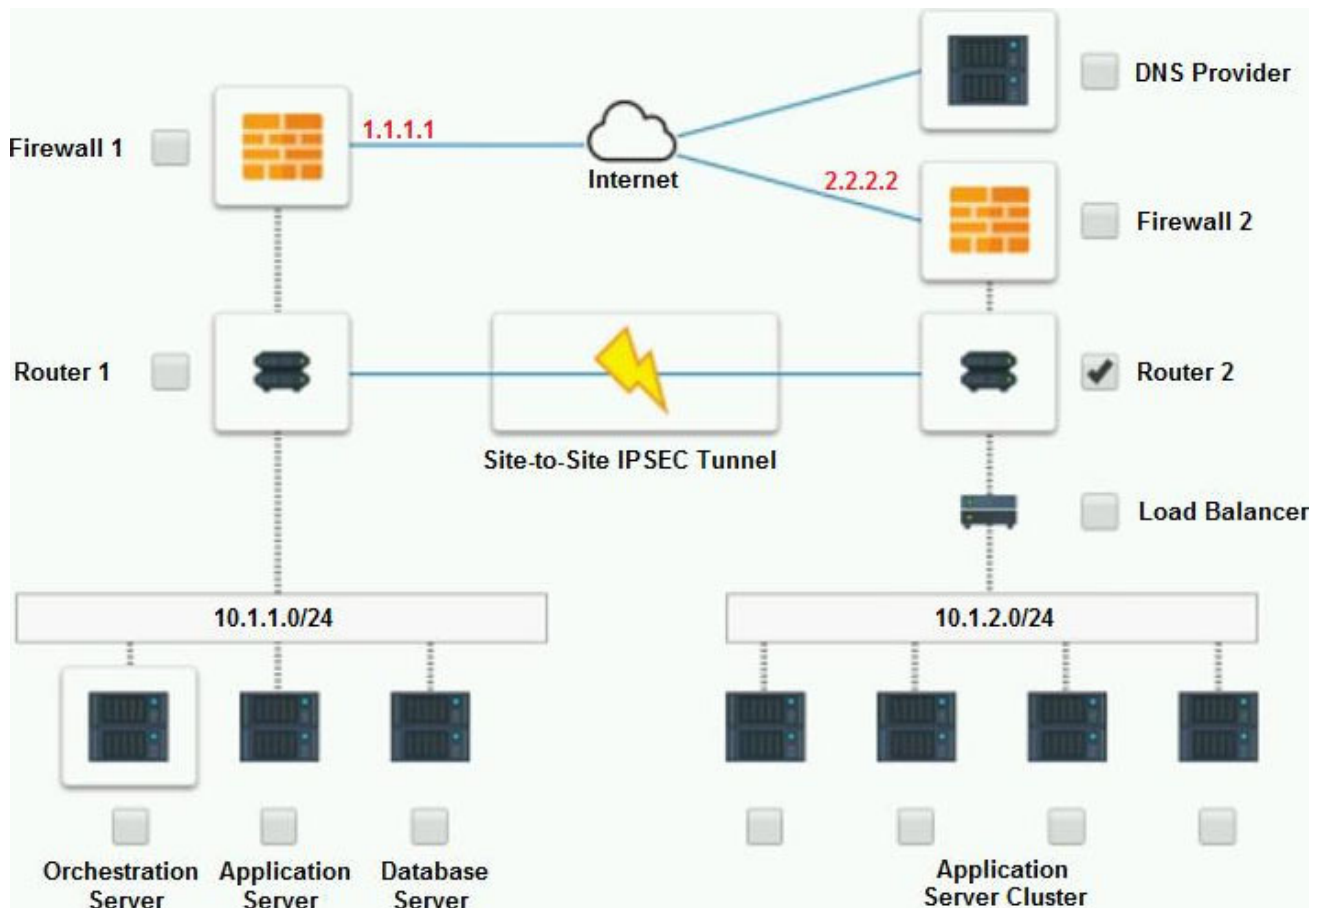 DNS Provider
Firewall 1
1.1.1.1
Internet
2.2.2.2
Firewall 2
Router 1
Router 2
Site-to-Site IPSEC Tunnel
Load Balancer
10.1.1.0/24
10.1.2.0/24
Orchestration
Server
Application
Server
Database
Server
Application
Server Cluster